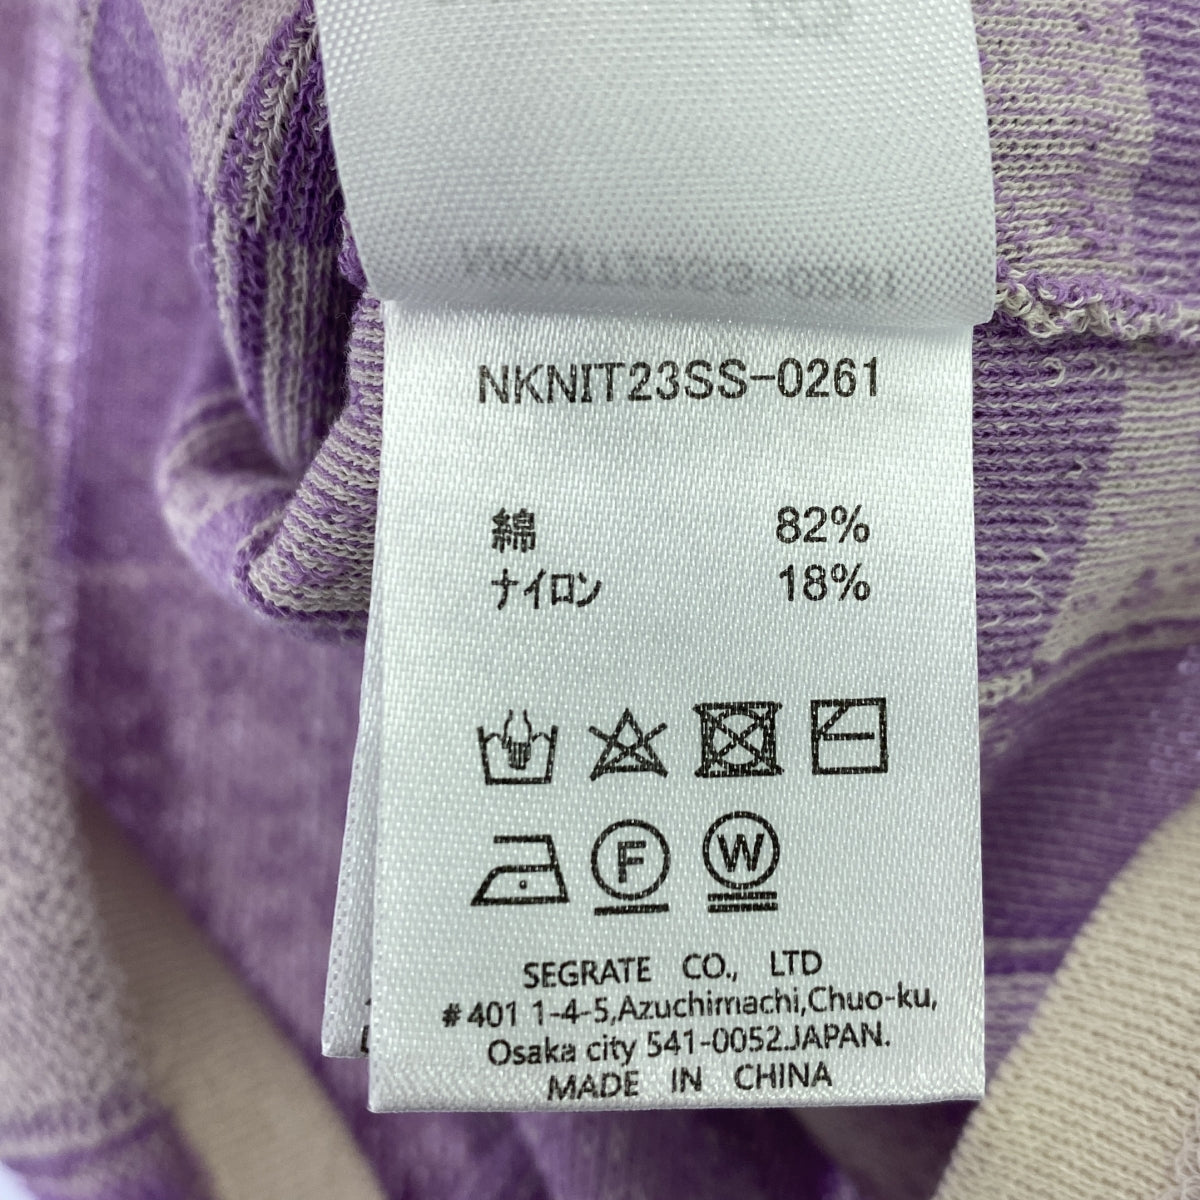 NKNIT23SS-0261
綿 82%
ナイロン 18%
F W
SEGRATE CO., LTD
#401 1-4-5,Azuchimachi,Chuo-ku,
Osaka city 541-0052.JAPAN.
MADE IN CHINA